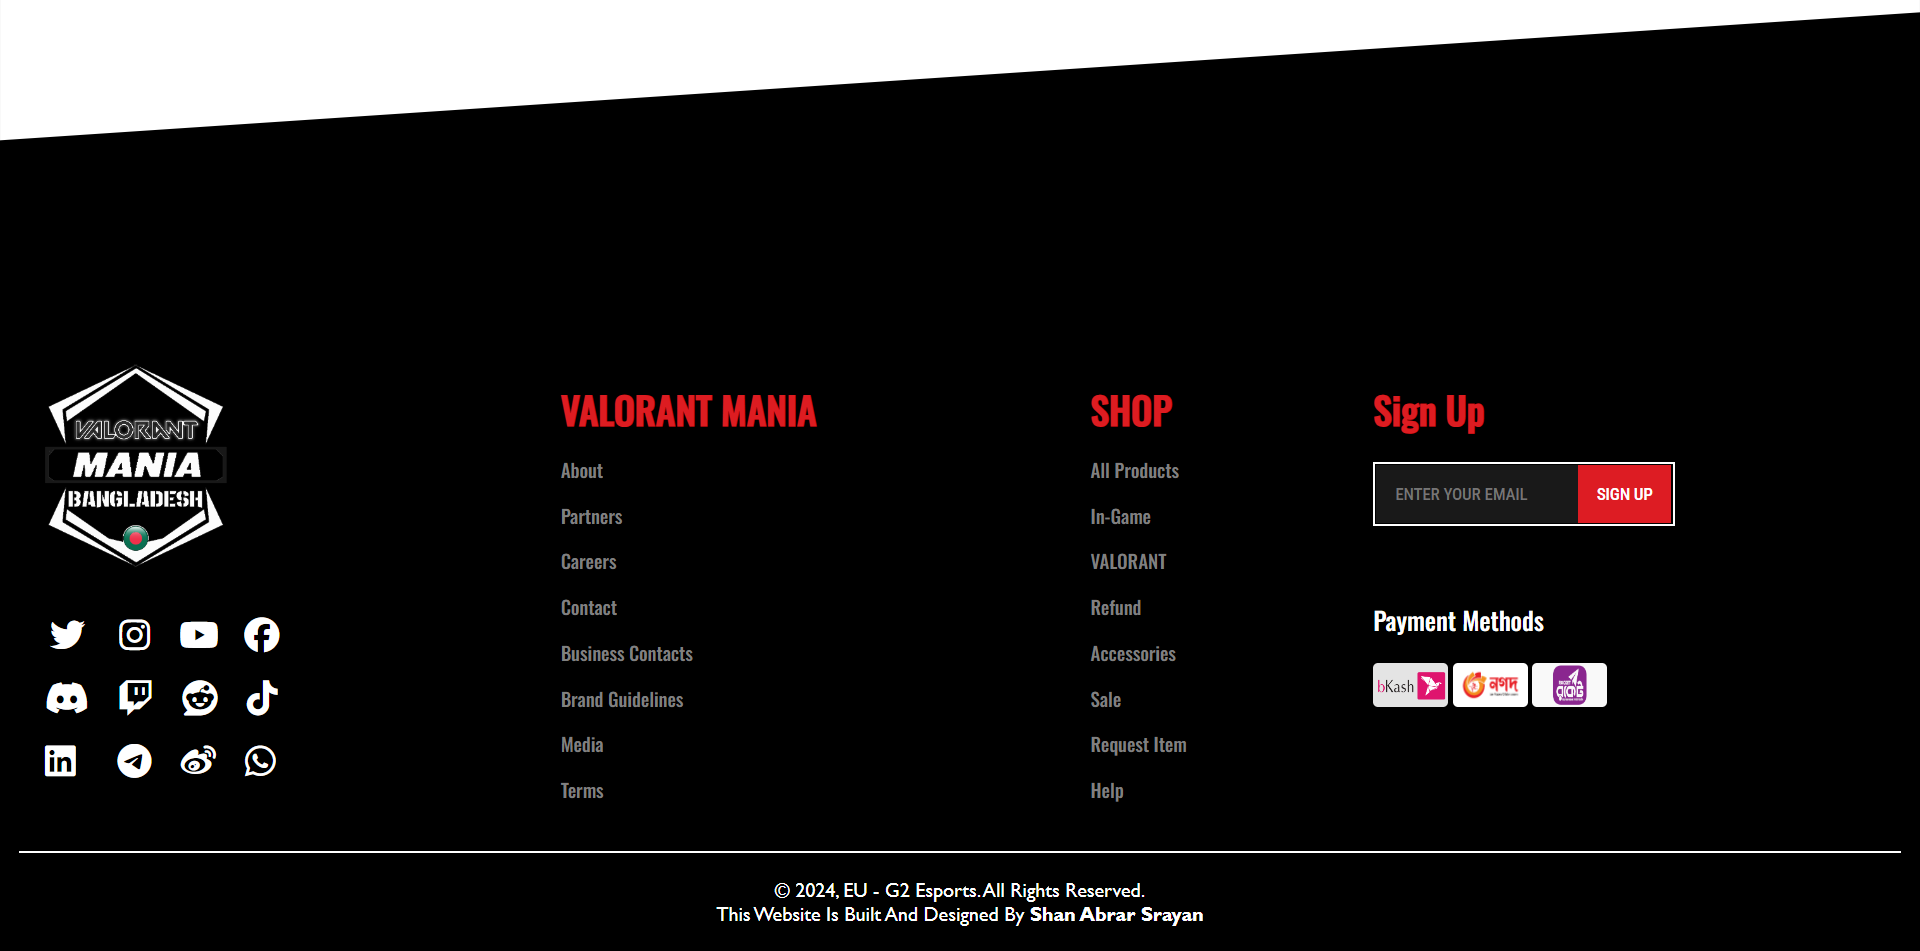 VALORANT
MANIA
BANGLADESH
VALORANT MANIA
About
Partners
Careers
Contact
Business Contacts
Brand Guidelines
Media
Terms
SHOP
All Products
In-Game
VALORANT
Refund
Accessories
Sale
Request Item
Help
Sign Up
ENTER YOUR EMAIL
SIGN UP
Payment Methods
bKash
নগদ
রকেট
© 2024, EU - G2 Esports. All Rights Reserved.
This Website Is Built And Designed By Shan Abrar Srayan